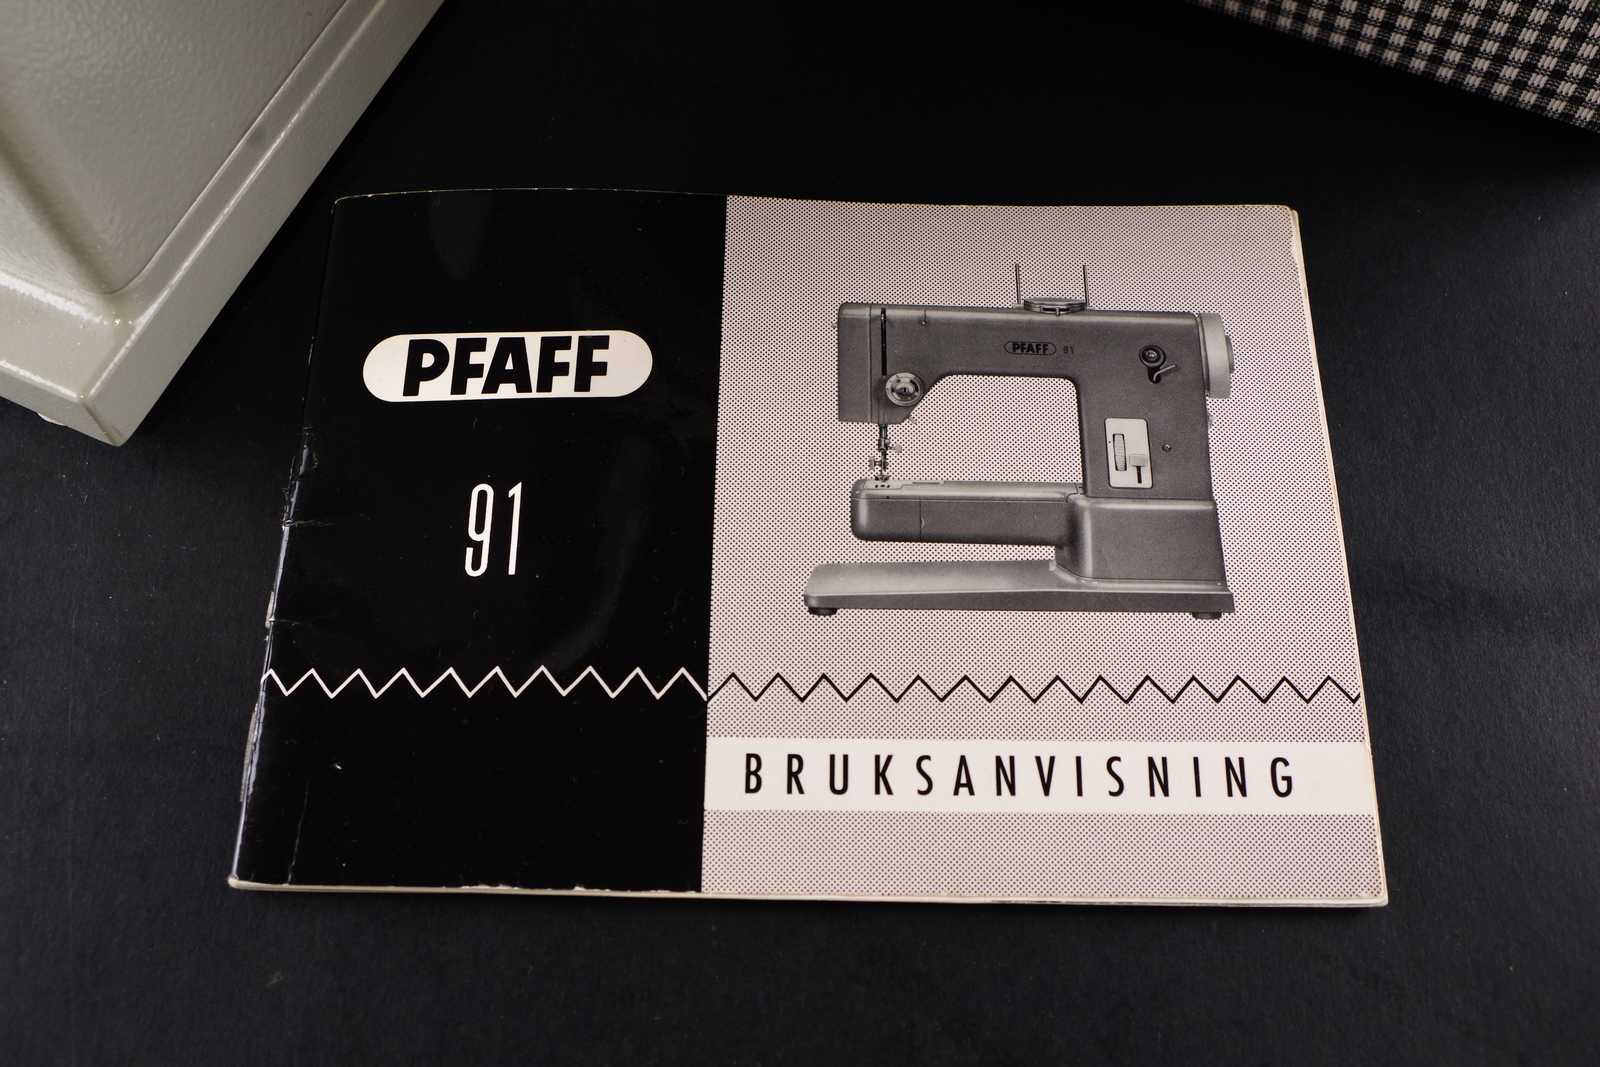 PFAFF
91
PFAFF 91
BRUKSANVISNING